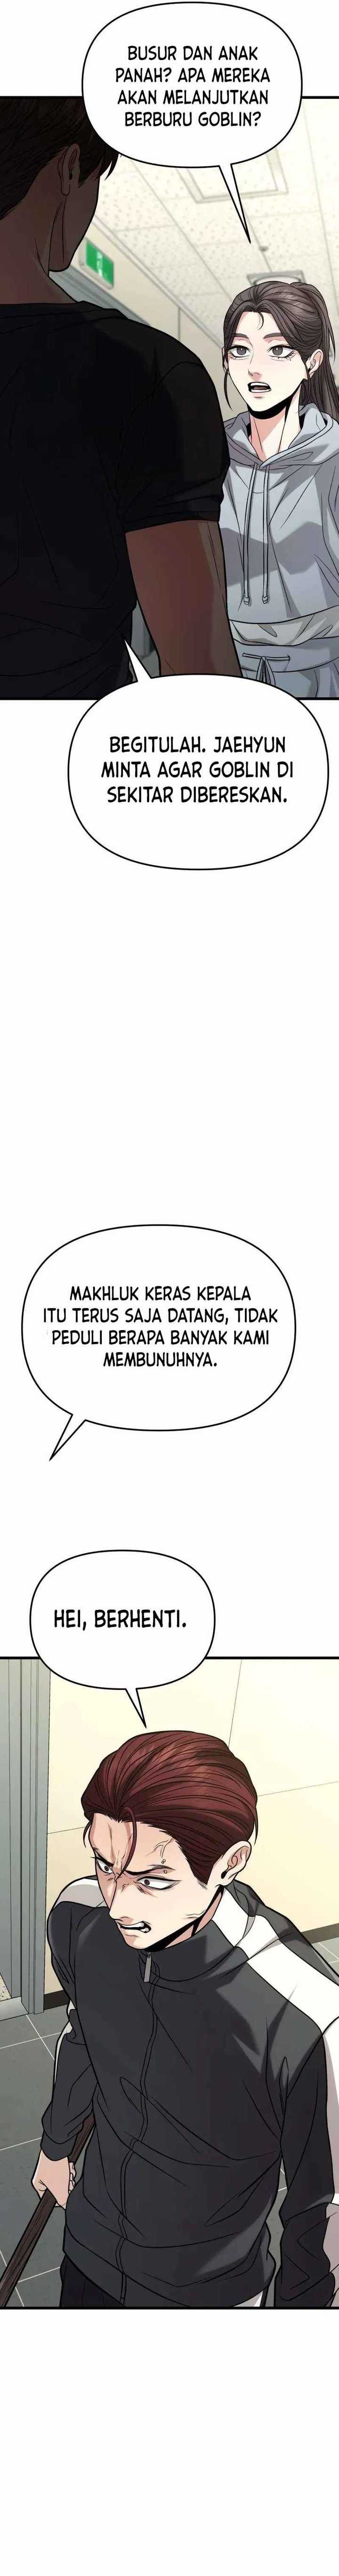 BUSUR DAN ANAK
PANAH? APA MEREKA
AKAN MELANJUTKAN
BERBURU GOBLIN?
BEGITULAH. JAEHYUN
MINTA AGAR GOBLIN DI
SEKITAR DIBERESKAN.
MAKHLUK KERAS KEPALA
ITU TERUS SAJA DATANG, TIDAK
PEDULI BERAPA BANYAK KAMI
MEMBUNUHNYA.
HEI, BERHENTI.